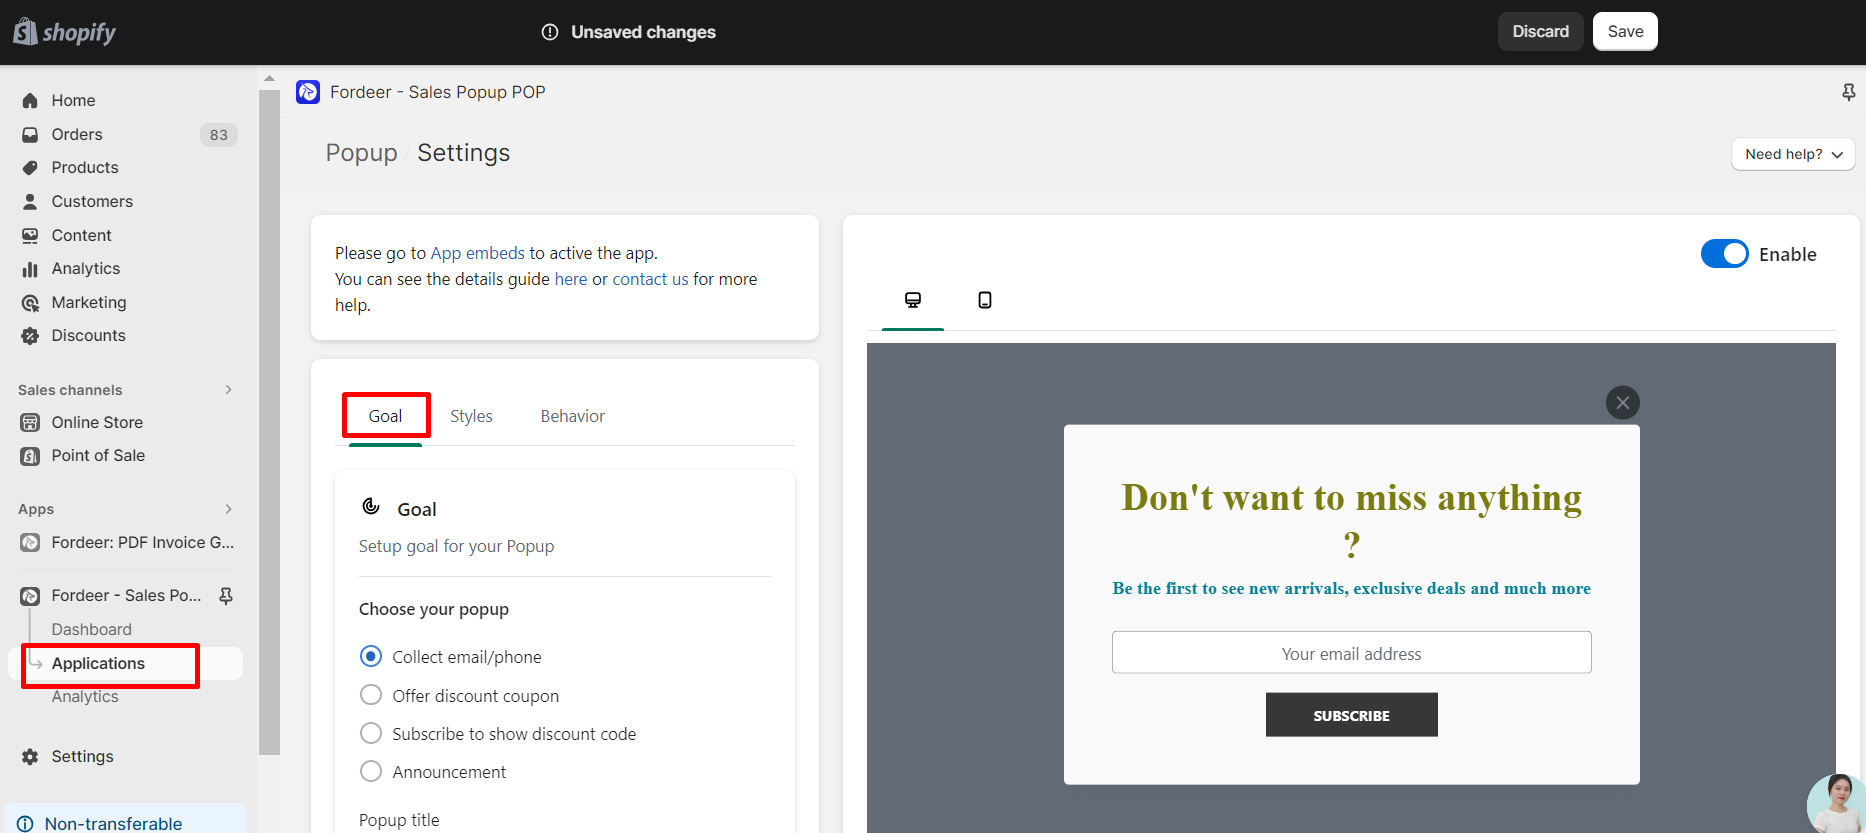 shopify
Unsaved changes
Discard
Save
Home
Orders
83
Products
Customers
Content
Analytics
Marketing
Discounts
Sales channels
Online Store
Point of Sale
Apps
Fordeer: PDF Invoice G...
Fordeer - Sales Po...
Dashboard
Applications
Analytics
Settings
Non-transferable
Fordeer - Sales Popup POP
Popup / Settings
Need help?
Please go to App embeds to active the app.
You can see the details guide here or contact us for more
help.
Goal
Styles
Behavior
Goal
Setup goal for your Popup
Choose your popup
Collect email/phone
Offer discount coupon
Subscribe to show discount code
Announcement
Popup title
Enable
Don't want to miss anything
?
Be the first to see new arrivals, exclusive deals and much more
Your email address
SUBSCRIBE